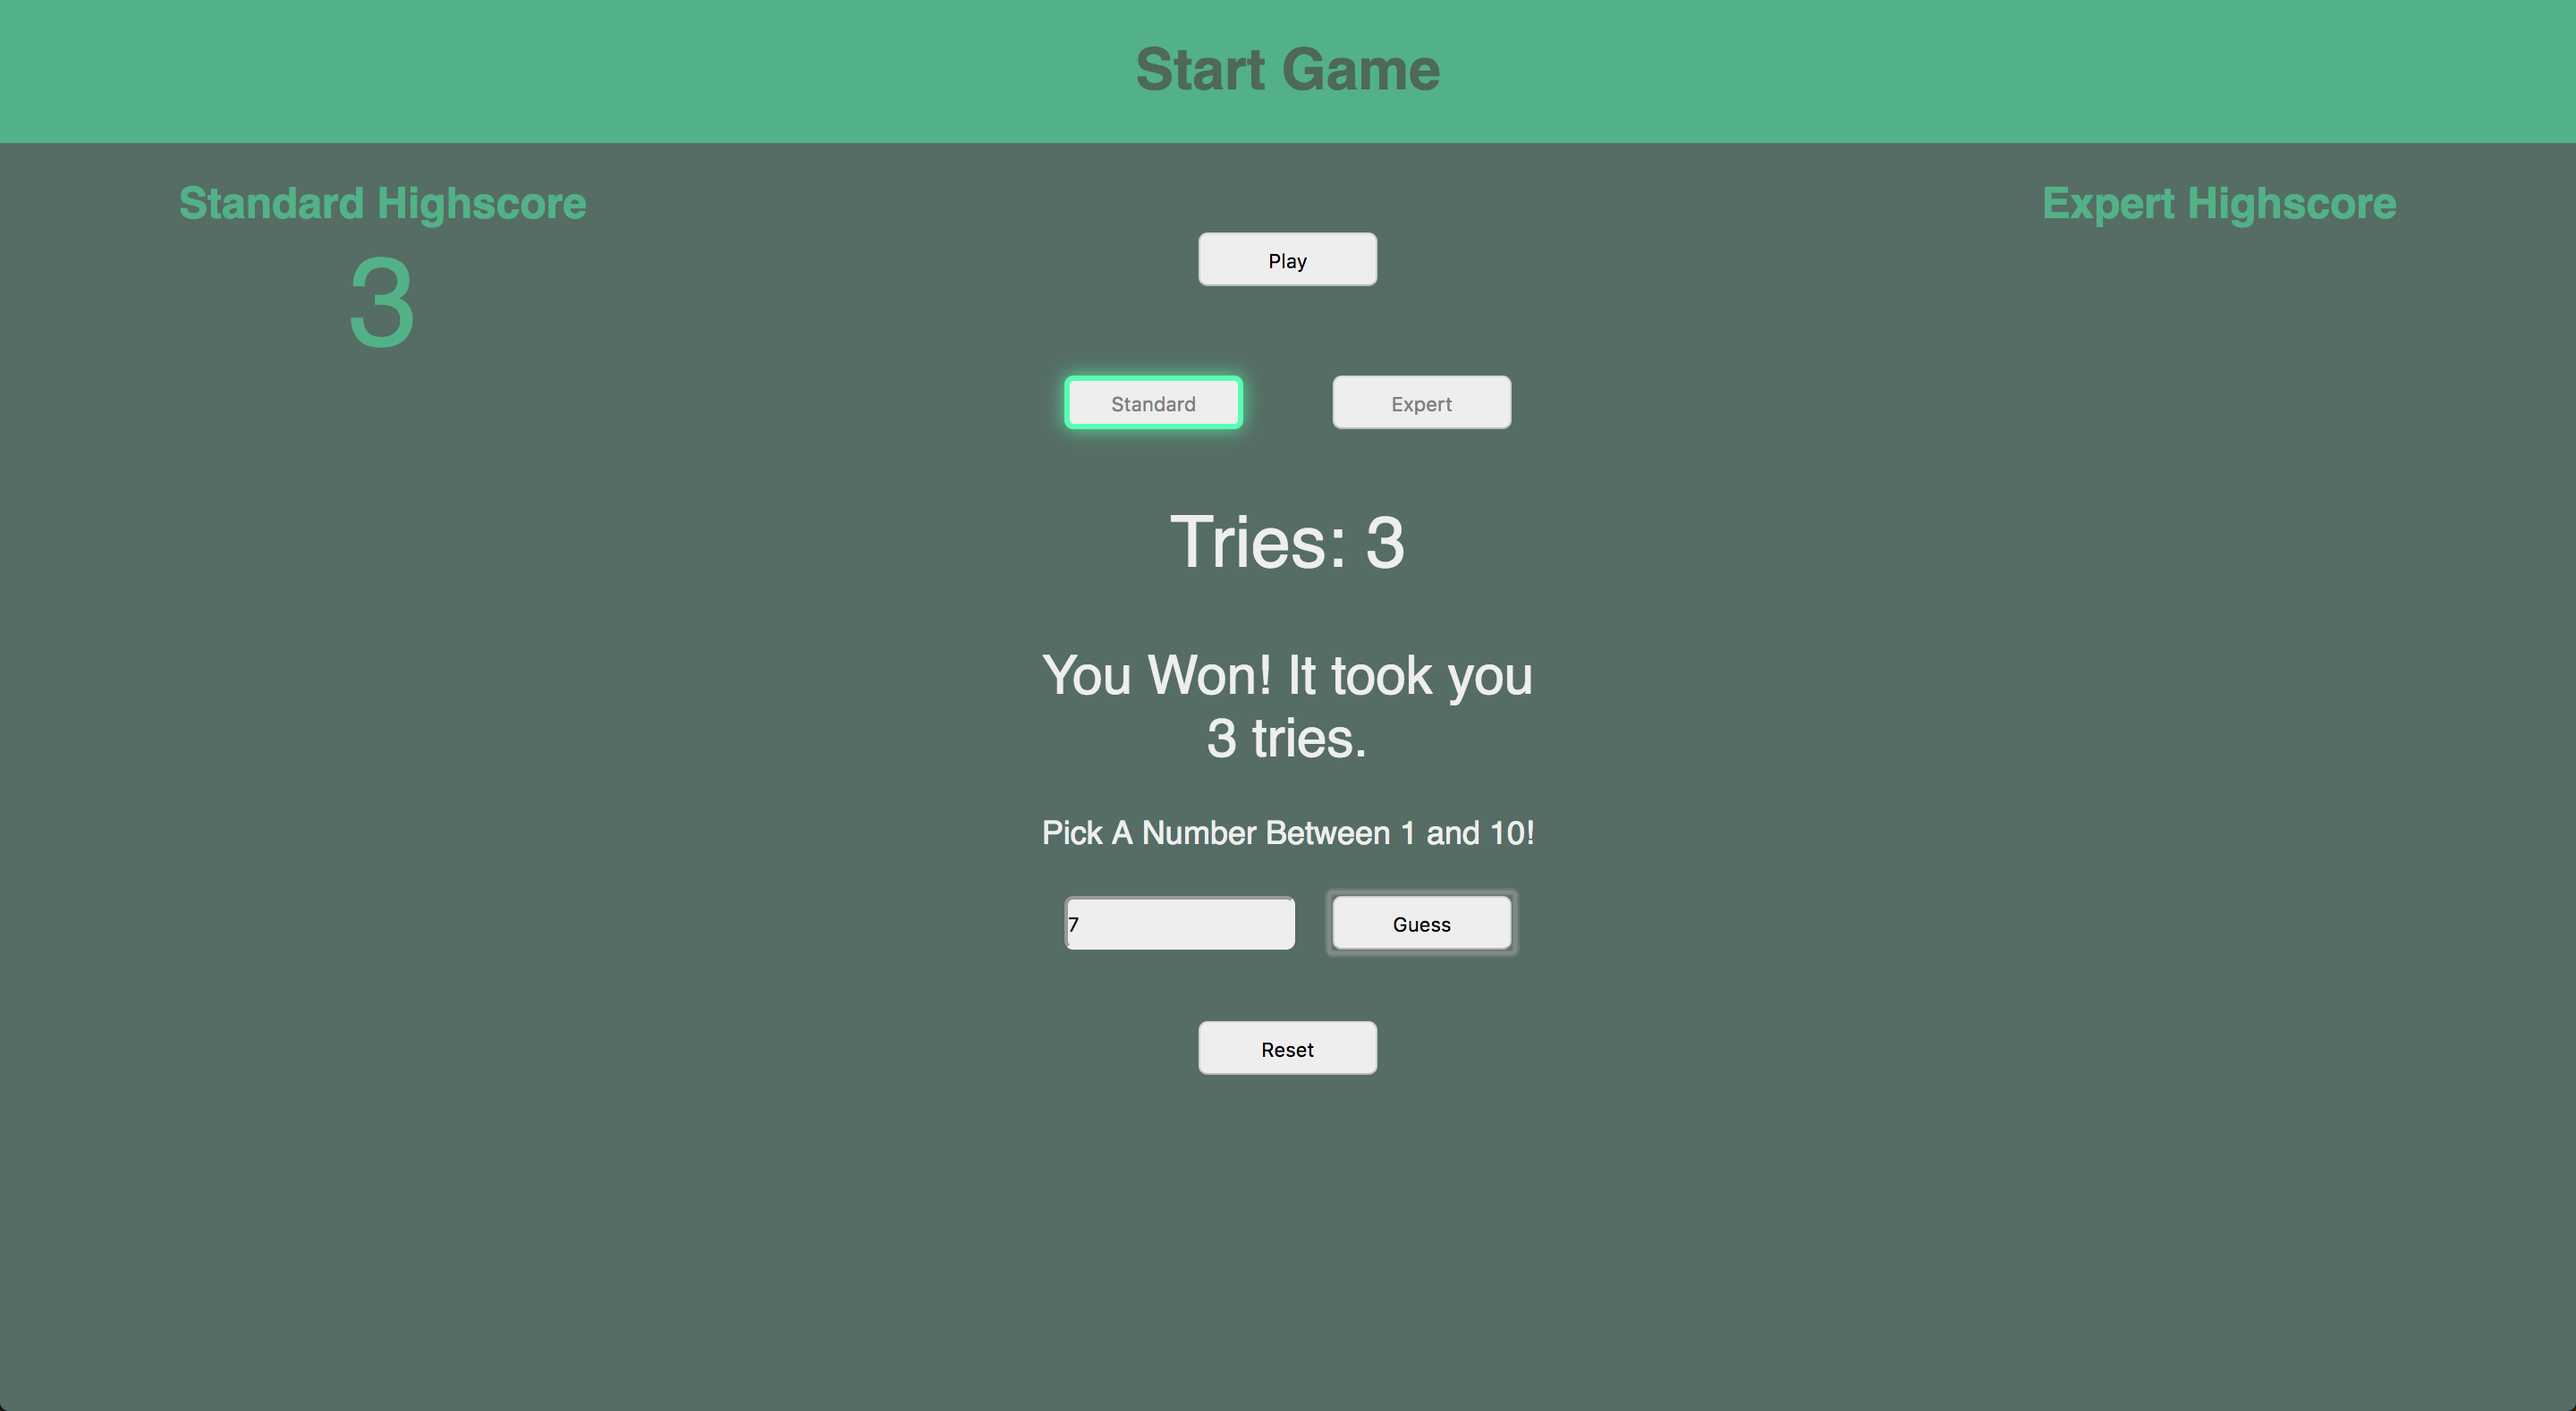 Start Game
Standard Highscore
3
Expert Highscore
Play
Standard
Expert
Tries: 3
You Won! It took you
3 tries.
Pick A Number Between 1 and 10!
7
Guess
Reset